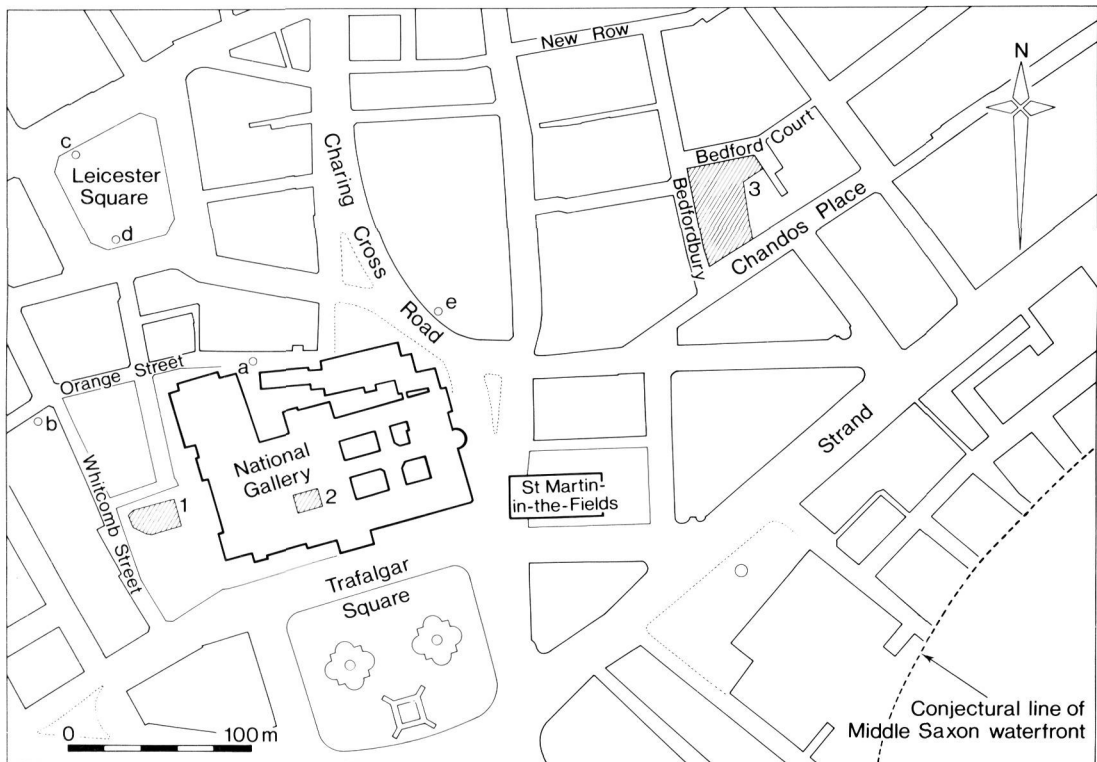 New Row
N
c
Leicester
Square
d
Charing
Cross
Road
Bedford Court
3
Bedfordbury
Chandos Place
e
Orange Street
a
b
Whitcomb Street
National
Gallery
1
2
St Martin-
in-the-Fields
Strand
Trafalgar
Square
0 100 m
Conjectural line of
Middle Saxon waterfront